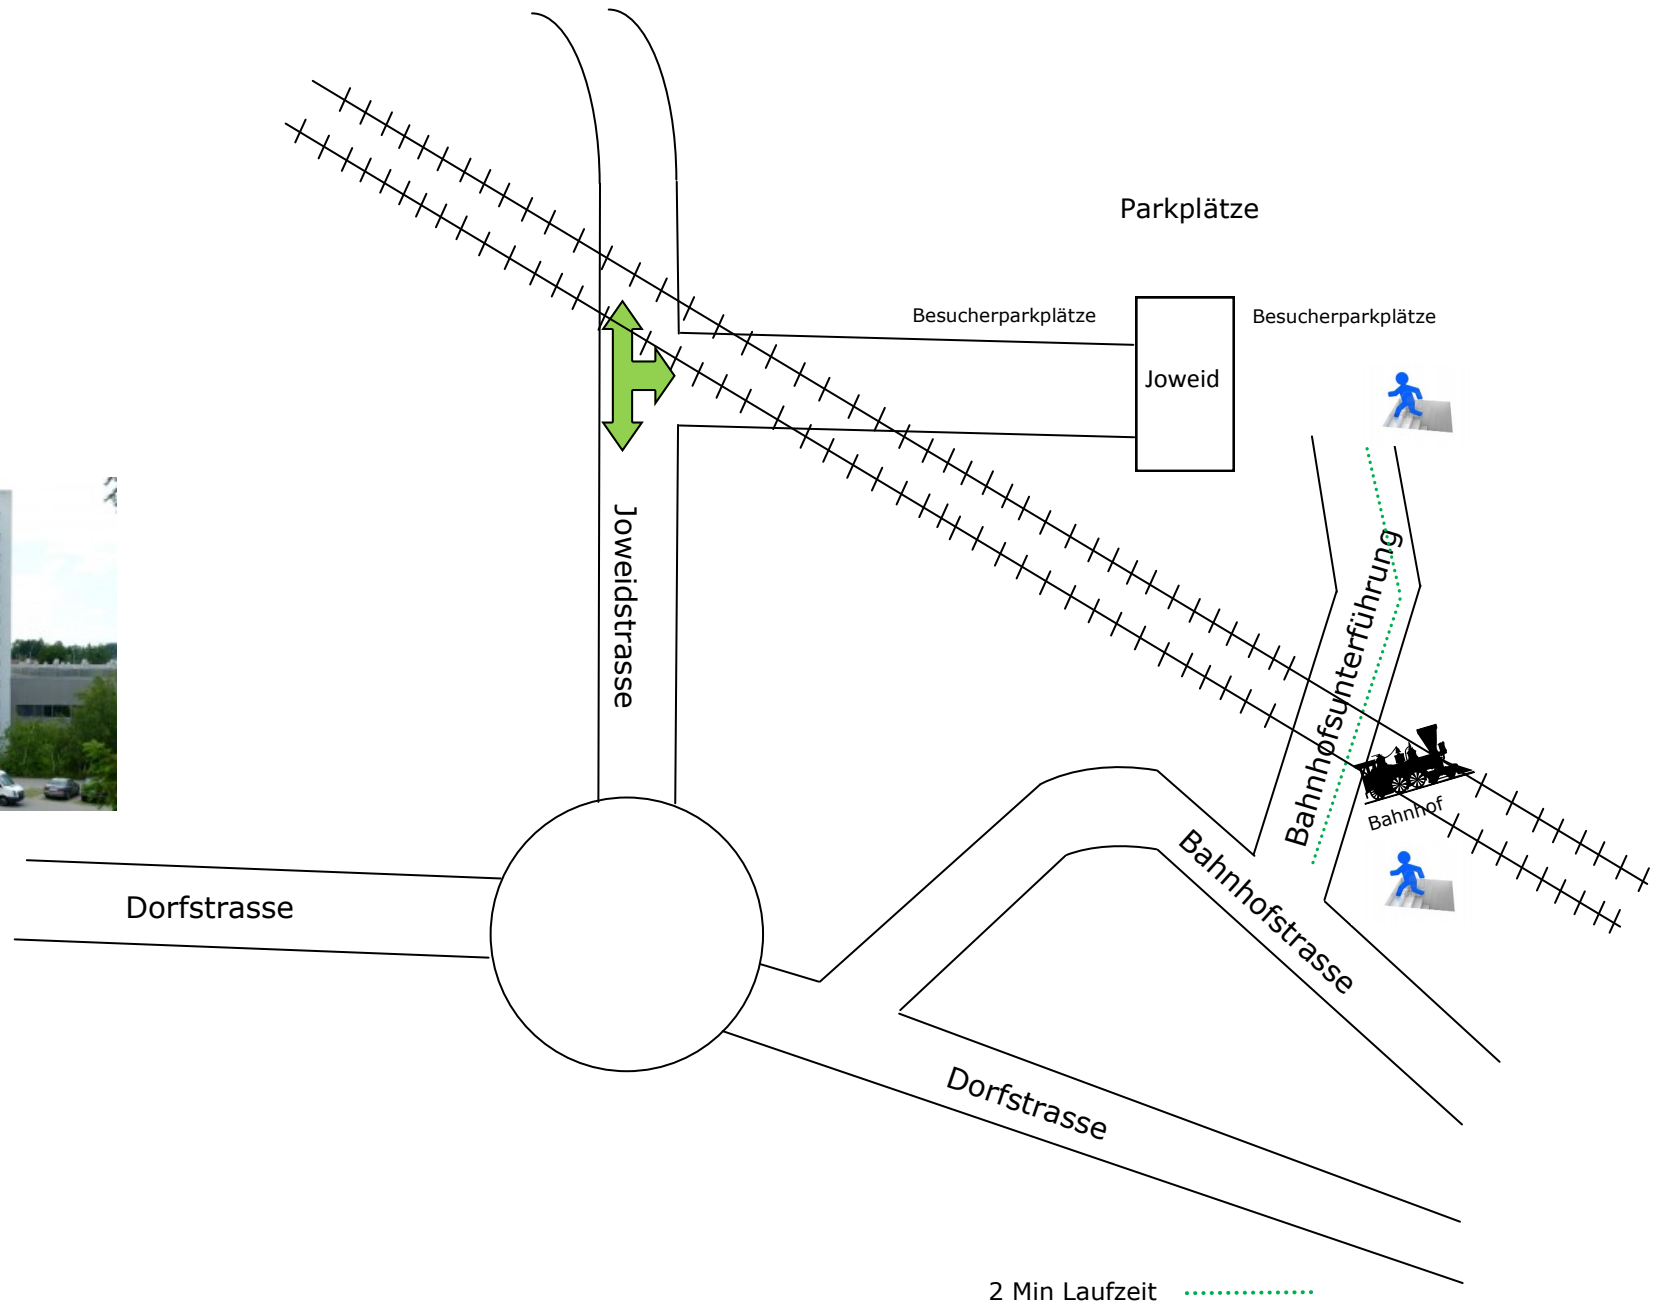 Parkplätze
Besucherparkplätze
Besucherparkplätze
Joweid
Joweidstrasse
Bahnhofsunterführung
Bahnhof
Dorfstrasse
Bahnhofstrasse
Dorfstrasse
2 Min Laufzeit